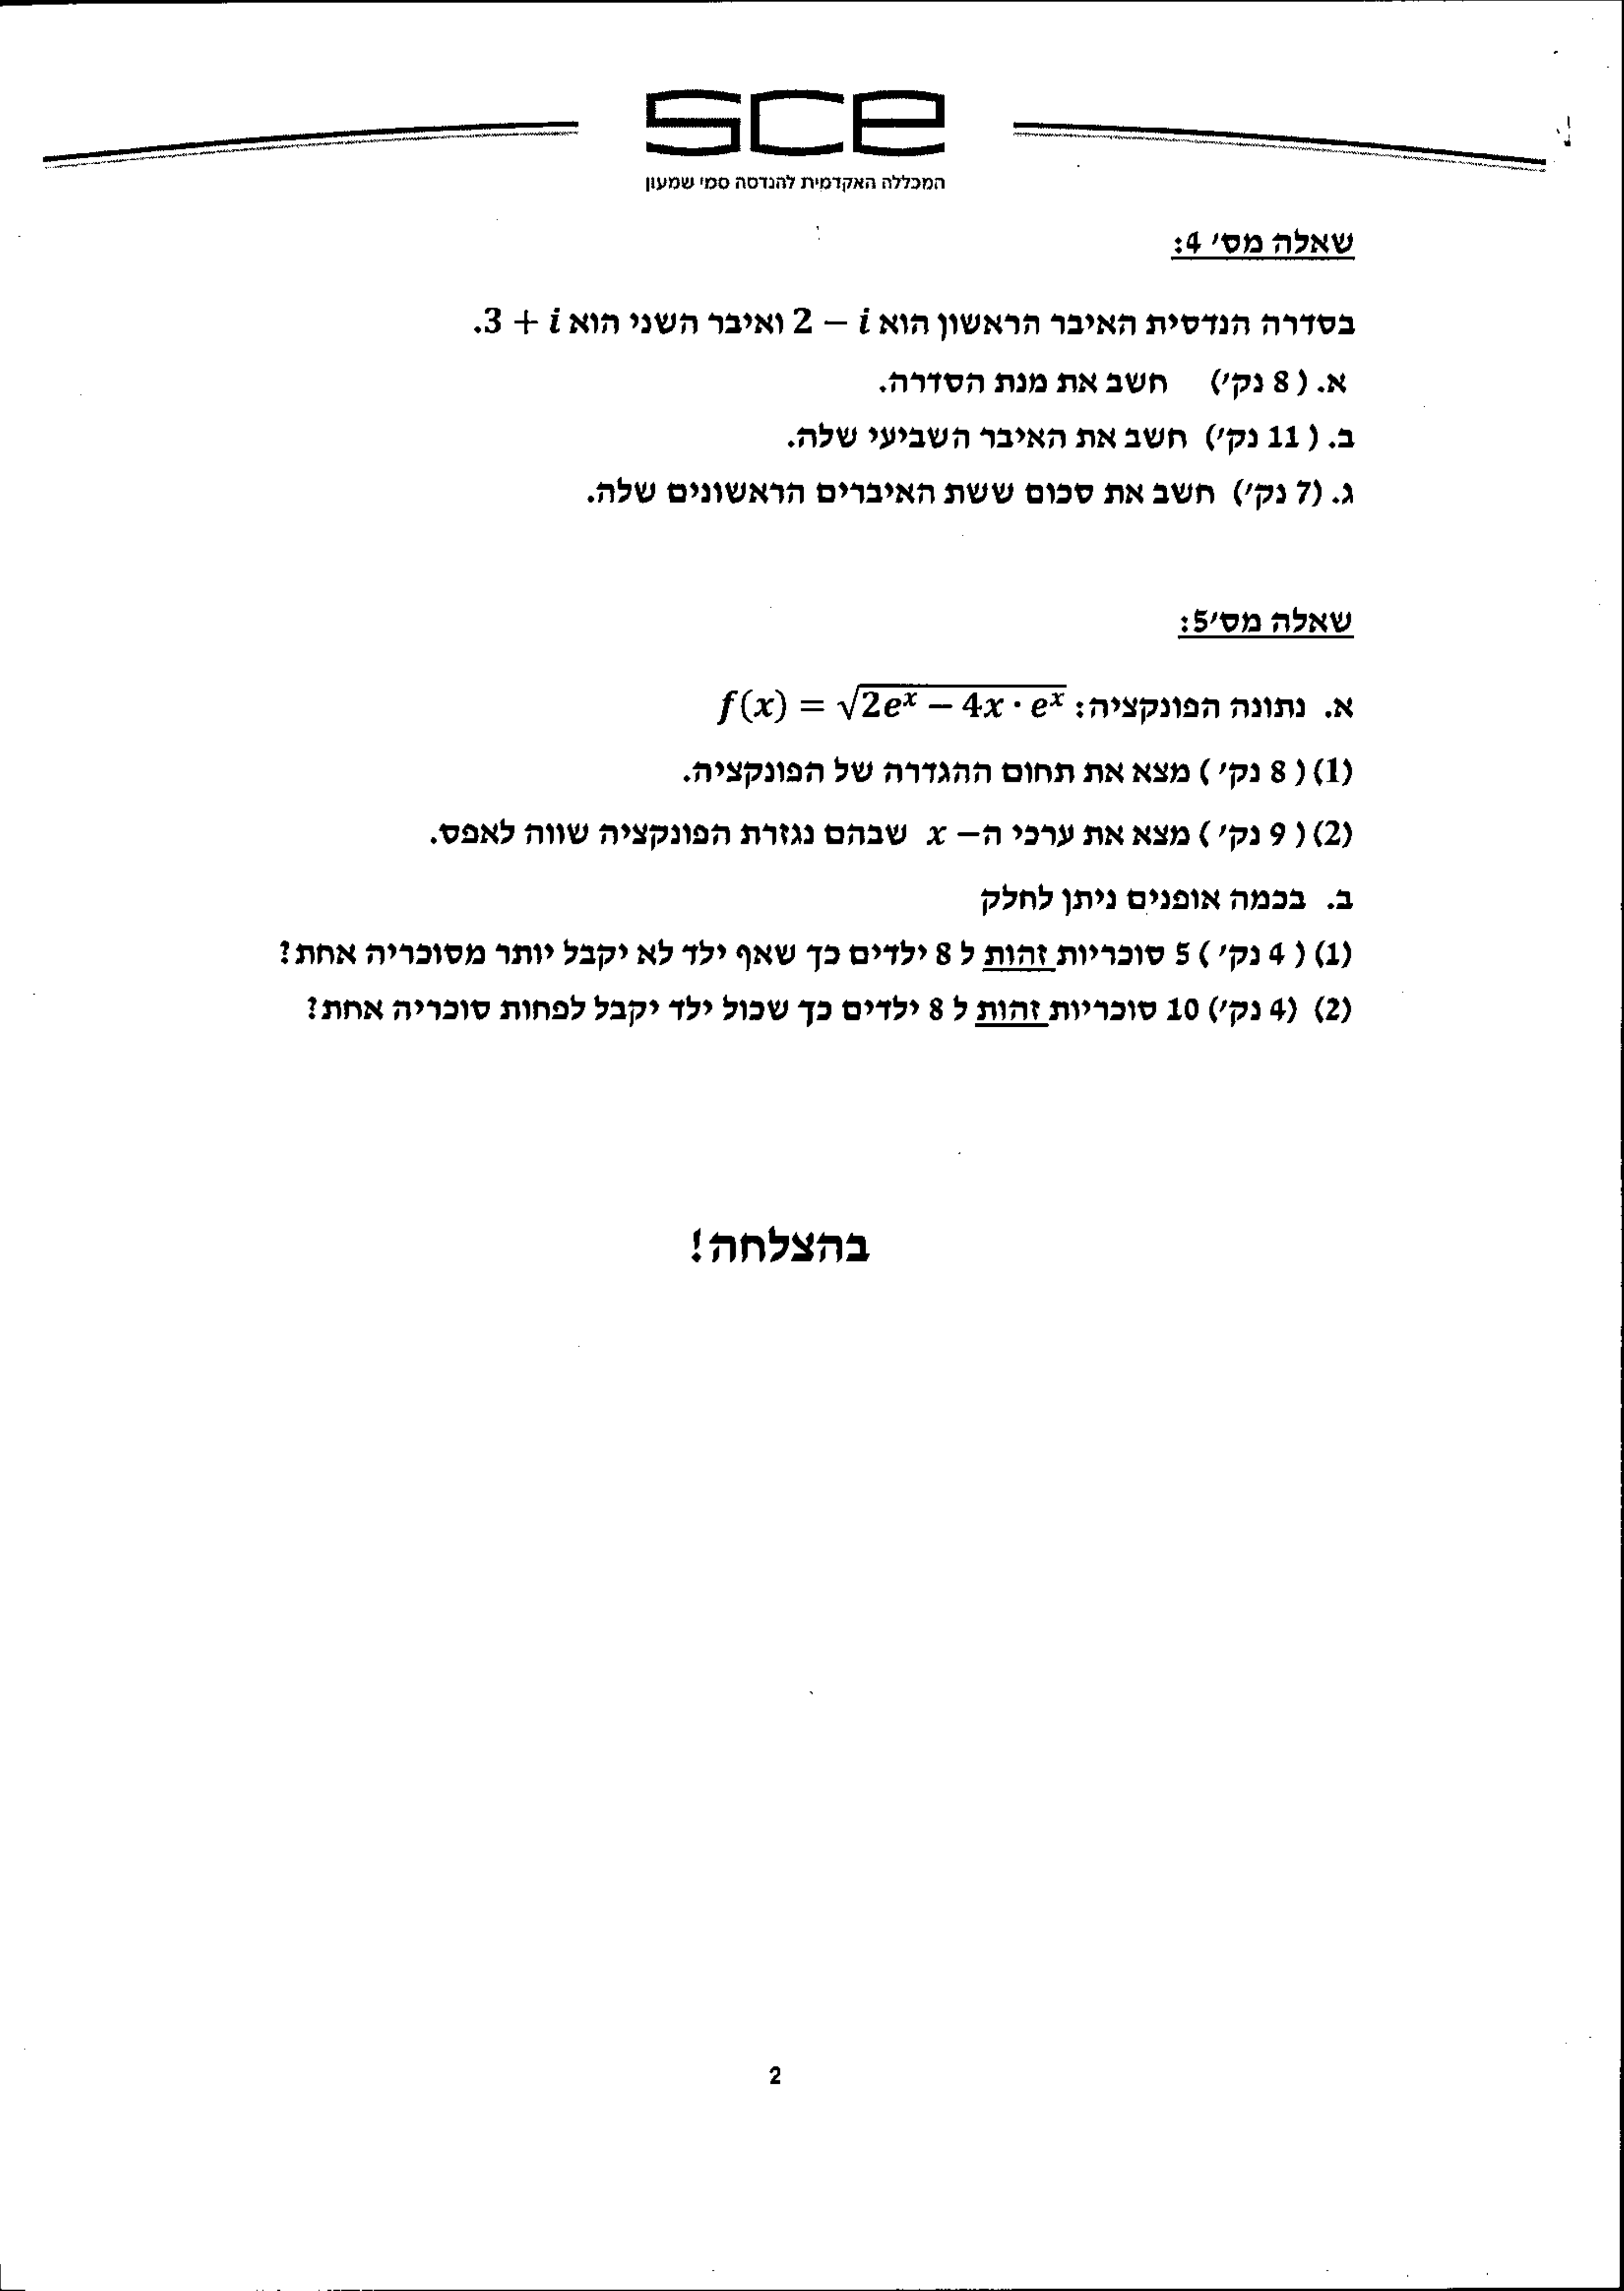 sce
המכללה האקדמית להנדסה סמי שמעון
שאלה מס' 4:
בסדרה הנדסית האיבר הראשון הוא 2 − i ואיבר השני הוא 3 + i.
א. ( 8 נק') חשב את מנת הסדרה.
ב. ( 11 נק') חשב את האיבר השביעי שלה.
ג. (7 נק') חשב את סכום ששת האיברים הראשונים שלה.
שאלה מס'5:
א. נתונה הפונקציה: f(x) = √(2e^x − 4x · e^x)
(1) ( 8 נק' ) מצא את תחום ההגדרה של הפונקציה.
(2) ( 9 נק' ) מצא את ערכי ה− x שבהם נגזרת הפונקציה שווה לאפס.
ב. בכמה אופנים ניתן לחלק
(1) ( 4 נק' ) 5 סוכריות זהות ל 8 ילדים כך שאף ילד לא יקבל יותר מסוכריה אחת?
(2) (4 נק') 10 סוכריות זהות ל 8 ילדים כך שכול ילד יקבל לפחות סוכריה אחת?
בהצלחה!
2